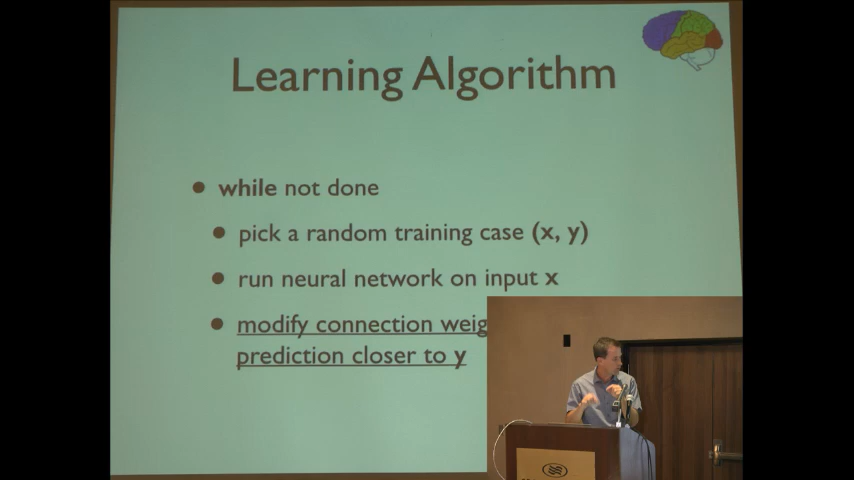 Learning Algorithm
while not done
pick a random training case (x, y)
run neural network on input x
modify connection
prediction closer to y